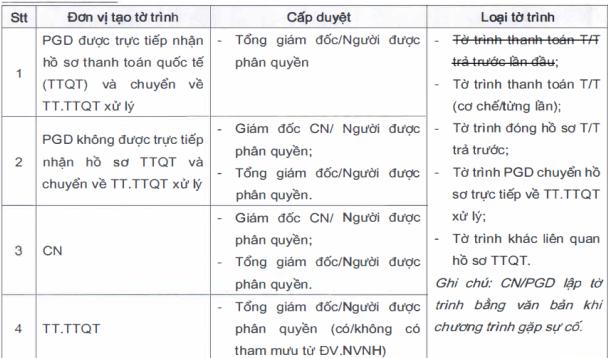 Stt
Đơn vị tạo tờ trình
Cấp duyệt
Loại tờ trình
1
PGD được trực tiếp nhận
hồ sơ thanh toán quốc tế
(TTQT) và chuyển về
TT.TTQT xử lý
- Tổng giám đốc/Người được
phân quyền
2
PGD không được trực tiếp
nhận hồ sơ TTQT và
chuyển về TT.TTQT xử lý
- Giám đốc CN/ Người được
phân quyền;
- Tổng giám đốc/Người được
phân quyền.
3
CN
- Giám đốc CN/ Người được
phân quyền;
- Tổng giám đốc/Người được
phân quyền.
4
TT.TTQT
- Tổng giám đốc/Người được
phân quyền (có/không có
tham mưu từ ĐV.NVNH)
- Tờ trình thanh toán T/T
trả trước lần đầu;
- Tờ trình thanh toán T/T
(cơ chế/từng lần);
- Tờ trình đóng hồ sơ T/T
trả trước;
- Tờ trình PGD chuyển hồ
sơ trực tiếp về TT.TTQT
xử lý;
- Tờ trình khác liên quan
hồ sơ TTQT.
Ghi chú: CN/PGD lập tờ
trình bằng văn bản khi
chương trình gặp sự cố.